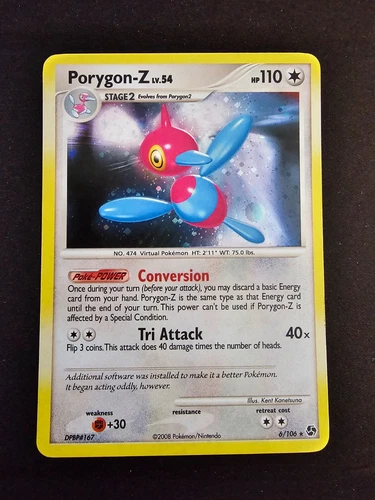 Porygon-Z LV.54 HP 110
STAGE 2 Evolves from Porygon2
NO. 474 Virtual Pokémon HT: 2'11" WT: 75.0 lbs.
Poké-POWER Conversion
Once during your turn (before your attack), you may discard a basic Energy
card from your hand. Porygon-Z is the same type as that Energy card
until the end of your turn. This power can't be used if Porygon-Z is
affected by a Special Condition.
Tri Attack 40x
Flip 3 coins. This attack does 40 damage times the number of heads.
Additional software was installed to make it a better Pokémon.
It began acting oddly, however.
Illus. Kent Kanetsuna
weakness resistance retreat cost
+30
DPBP#167 ©2008 Pokémon/Nintendo 6/106 ★